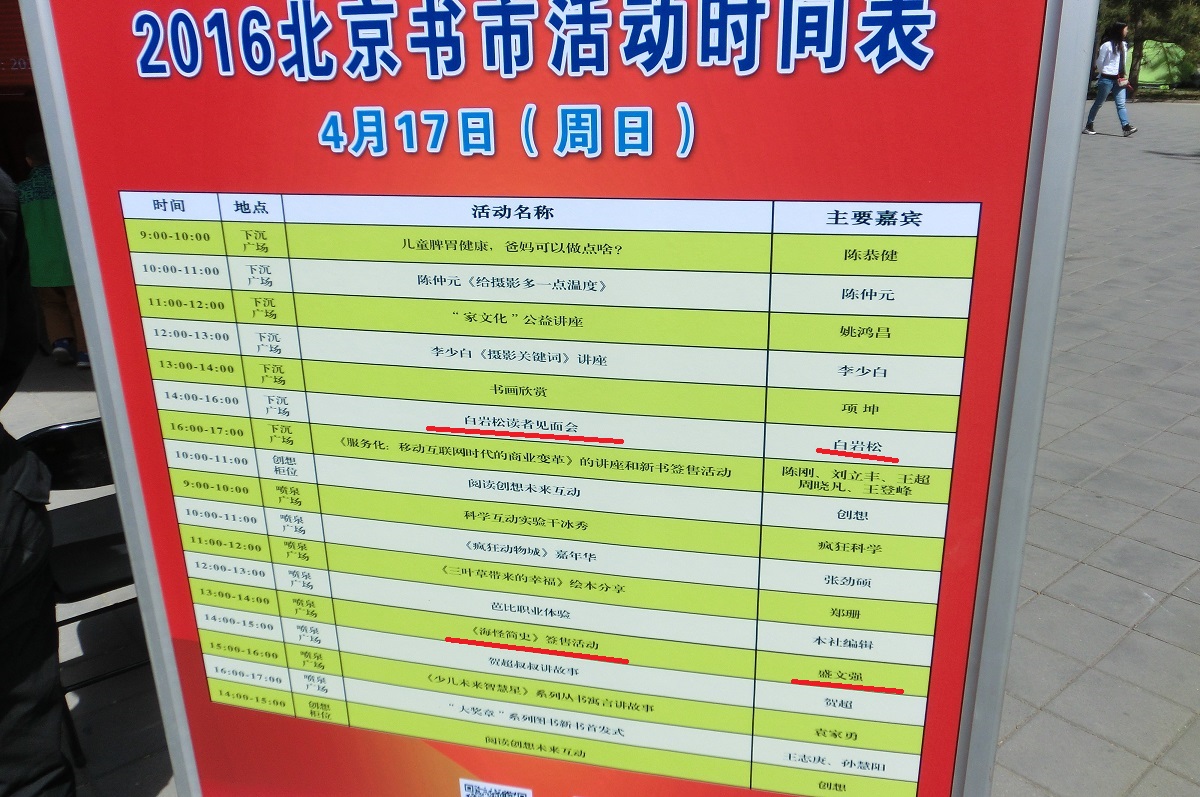 2016北京书市活动时间表
4月17日（周日）
时间 地点 活动名称 主要嘉宾
9:00-10:00 下沉广场 儿童脾胃健康，爸妈可以做点啥？ 陈恭健
10:00-11:00 下沉广场 陈仲元《给摄影多一点温度》 陈仲元
11:00-12:00 下沉广场 “家文化”公益讲座 姚鸿昌
12:00-13:00 下沉广场 李少白《摄影关键词》讲座 李少白
13:00-14:00 下沉广场 书画欣赏 项坤
14:00-16:00 下沉广场 白岩松读者见面会 白岩松
16:00-17:00 下沉广场 《服务化：移动互联网时代的商业变革》的讲座和新书签售活动 陈刚、刘立丰、王超 周晓凡、王登峰
10:00-11:00 创想柜位 阅读创想未来互动 创想
9:00-10:00 喷泉广场 科学互动实验干冰秀 疯狂科学
10:00-11:00 喷泉广场 《疯狂动物城》嘉年华 张劲硕
11:00-12:00 喷泉广场 《三叶草带来的幸福》绘本分享 郑珊
12:00-13:00 喷泉广场 芭比职业体验 本社编辑
13:00-14:00 喷泉广场 《海怪简史》签售活动 盛文强
14:00-15:00 喷泉广场 贺超叔叔讲故事 贺超
15:00-16:00 喷泉广场 《少儿未来智慧星》系列丛书寓言讲故事 袁家勇
16:00-17:00 喷泉广场 “大奖章”系列图书新书首发式 王志庚、孙慧阳
14:00-15:00 创想柜位 阅读创想未来互动 创想